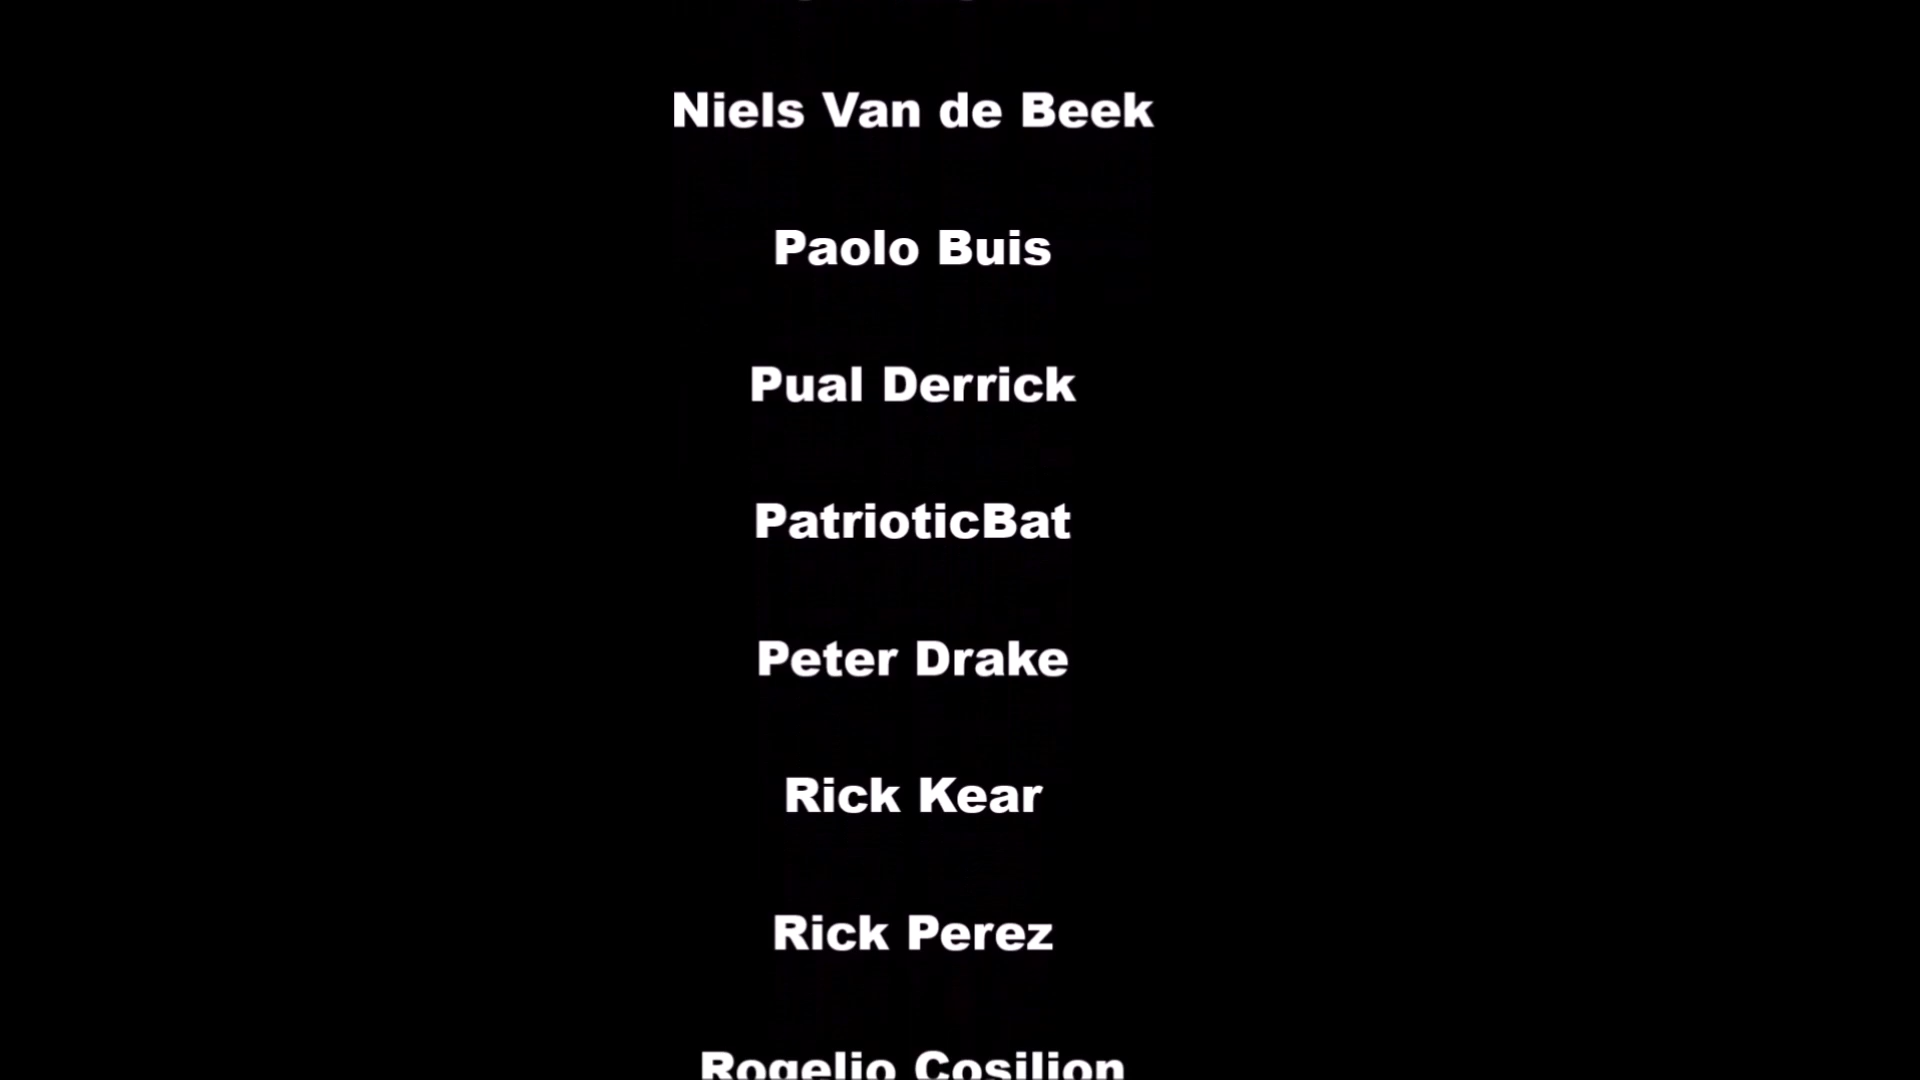 Niels Van de Beek
Paolo Buis
Pual Derrick
PatrioticBat
Peter Drake
Rick Kear
Rick Perez
Rogelio Cosilion